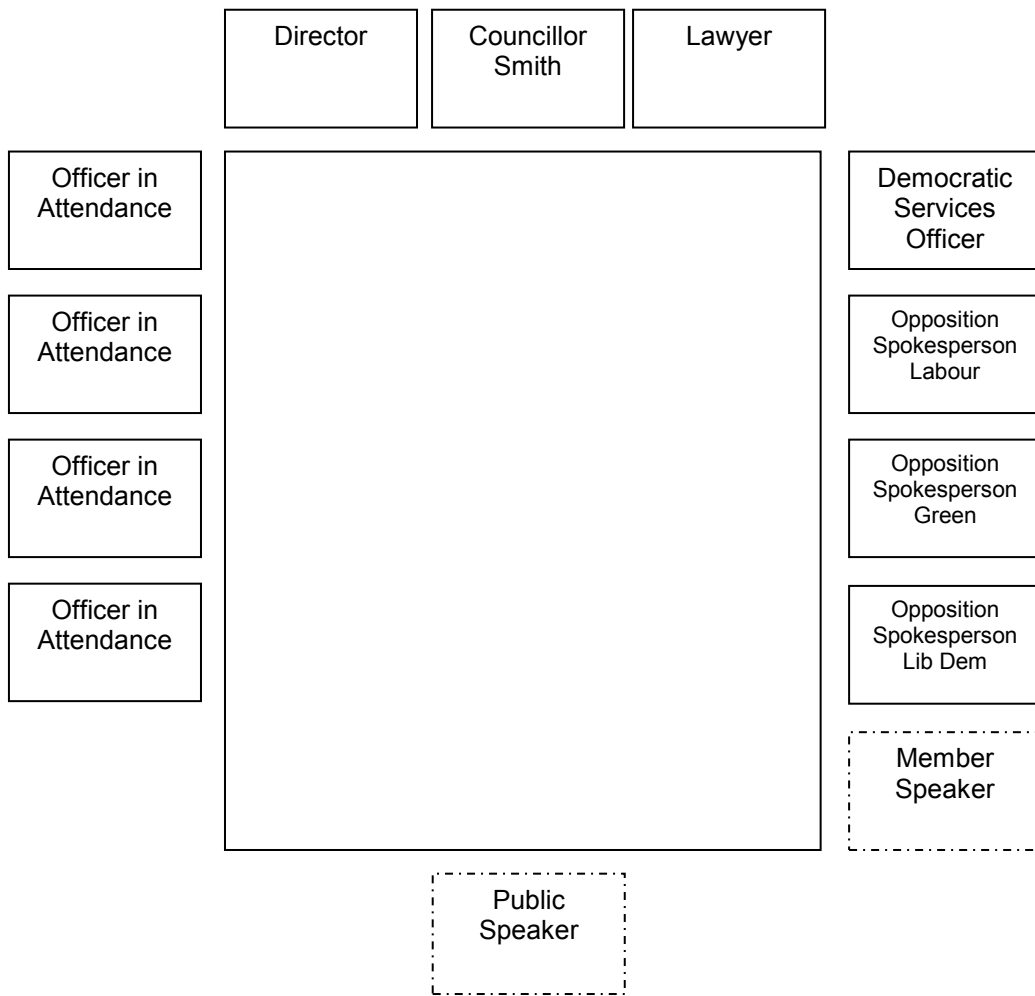 Director
Councillor
Smith
Lawyer
Officer in
Attendance
Democratic
Services
Officer
Officer in
Attendance
Opposition
Spokesperson
Labour
Officer in
Attendance
Opposition
Spokesperson
Green
Officer in
Attendance
Opposition
Spokesperson
Lib Dem
Member
Speaker
Public
Speaker